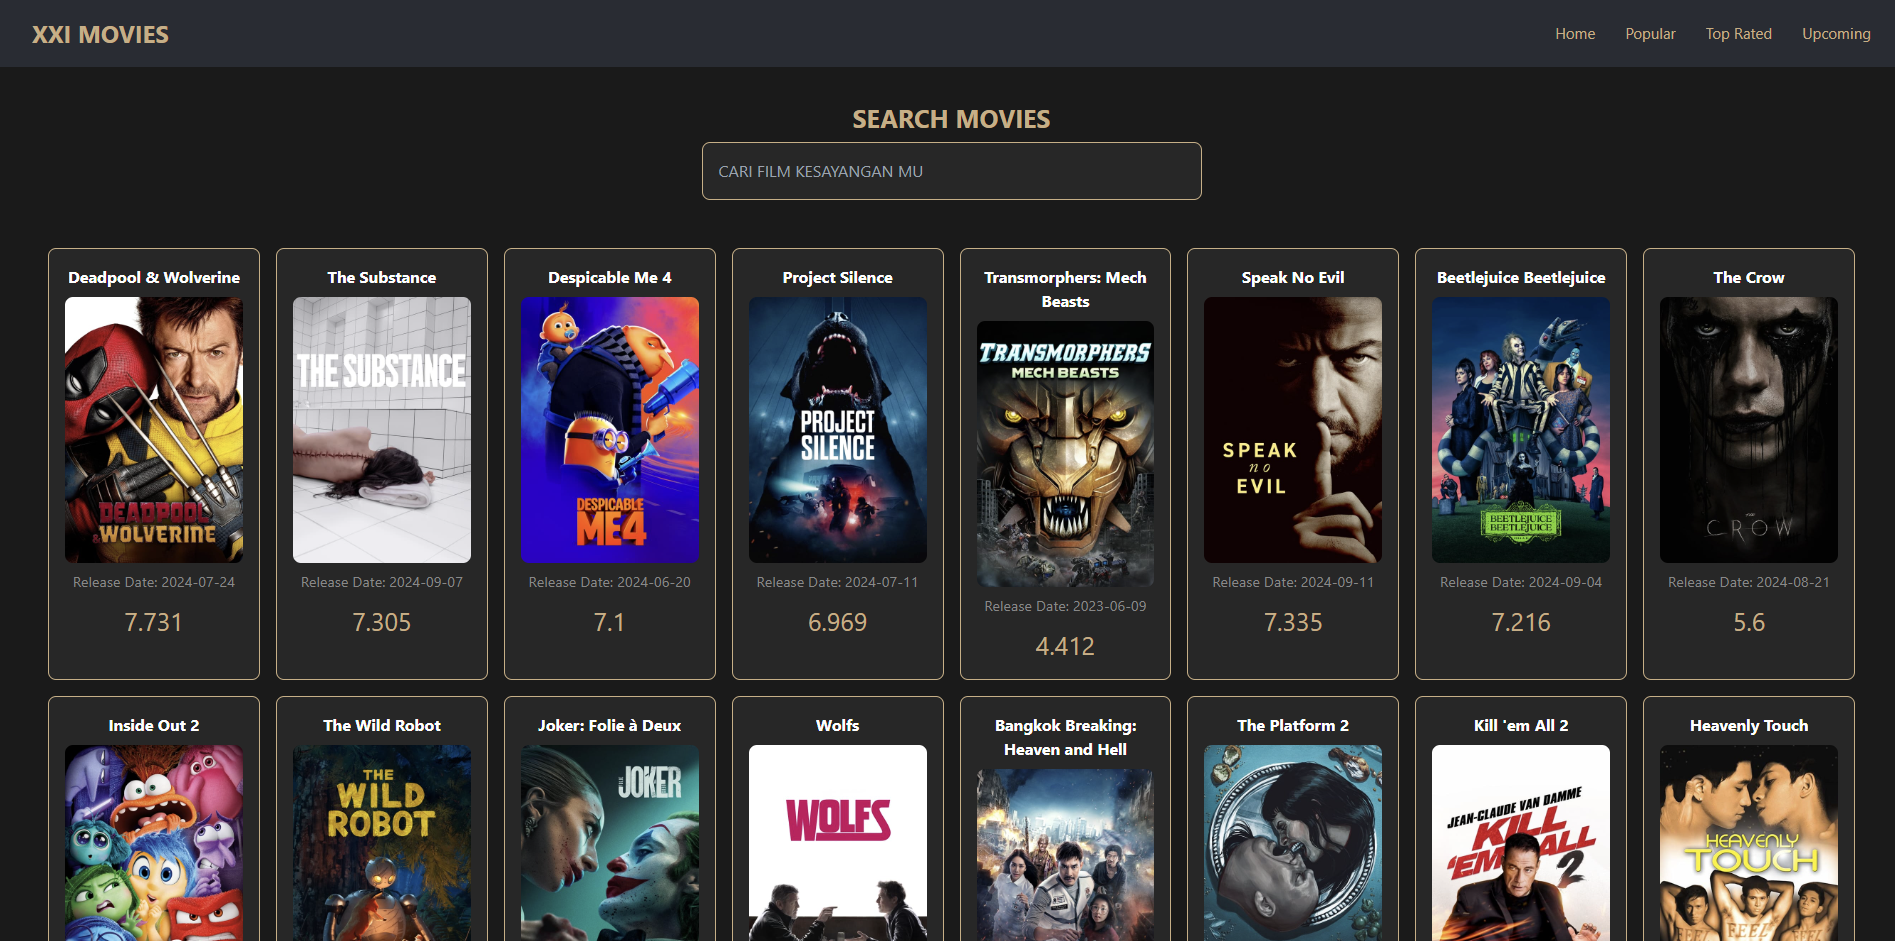 XXI MOVIES
Home Popular Top Rated Upcoming
SEARCH MOVIES
CARI FILM KESAYANGAN MU
Deadpool & Wolverine
DEADPOOL
& WOLVERINE
Release Date: 2024-07-24
7.731
The Substance
THE SUBSTANCE
Release Date: 2024-09-07
7.305
Despicable Me 4
DESPICABLE
ME4
Release Date: 2024-06-20
7.1
Project Silence
PROJECT
SILENCE
Release Date: 2024-07-11
6.969
Transmorphers: Mech
Beasts
TRANSMORPHERS
MECH BEASTS
Release Date: 2023-06-09
4.412
Speak No Evil
SPEAK
no
EVIL
Release Date: 2024-09-11
7.335
Beetlejuice Beetlejuice
BEETLEJUICE
BEETLEJUICE
Release Date: 2024-09-04
7.216
The Crow
CROW
Release Date: 2024-08-21
5.6
Inside Out 2
The Wild Robot
THE
WILD
ROBOT
Joker: Folie à Deux
JOKER
Wolfs
WOLFS
Bangkok Breaking:
Heaven and Hell
The Platform 2
Kill 'em All 2
JEAN-CLAUDE VAN DAMME
KILL
'EM ALL
2
Heavenly Touch
HEAVENLY
TOUCH
FEEL FEEL FEEL